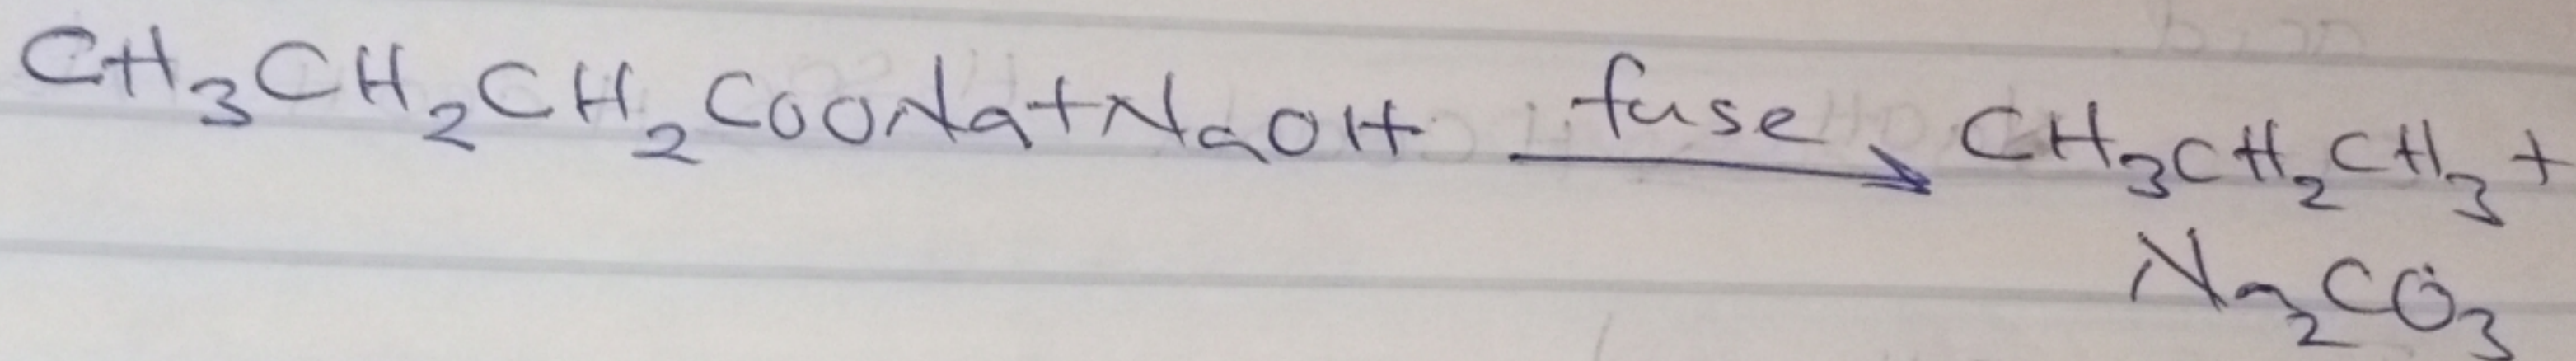 CH₃CH₂CH₂COONa+NaOH fuse → CH₃CH₂CH₃+
Na₂CO₃